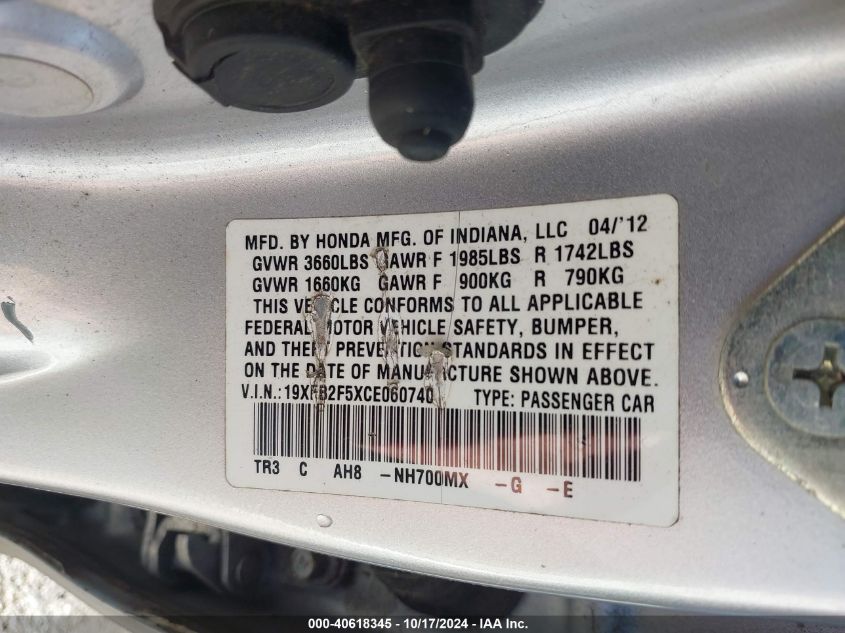 MFD. BY HONDA MFG. OF INDIANA, LLC 04/'12
GVWR 3660LBS GAWR F 1985LBS R 1742LBS
GVWR 1660KG GAWR F 900KG R 790KG
THIS VEHICLE CONFORMS TO ALL APPLICABLE
FEDERAL MOTOR VEHICLE SAFETY, BUMPER,
AND THEFT PREVENTION STANDARDS IN EFFECT
ON THE DATE OF MANUFACTURE SHOWN ABOVE.
V.I.N.:19XFB2F5XCE060740 TYPE: PASSENGER CAR
TR3 C AH8 -NH700MX -G -E
000-40618345 - 10/17/2024 - IAA Inc.